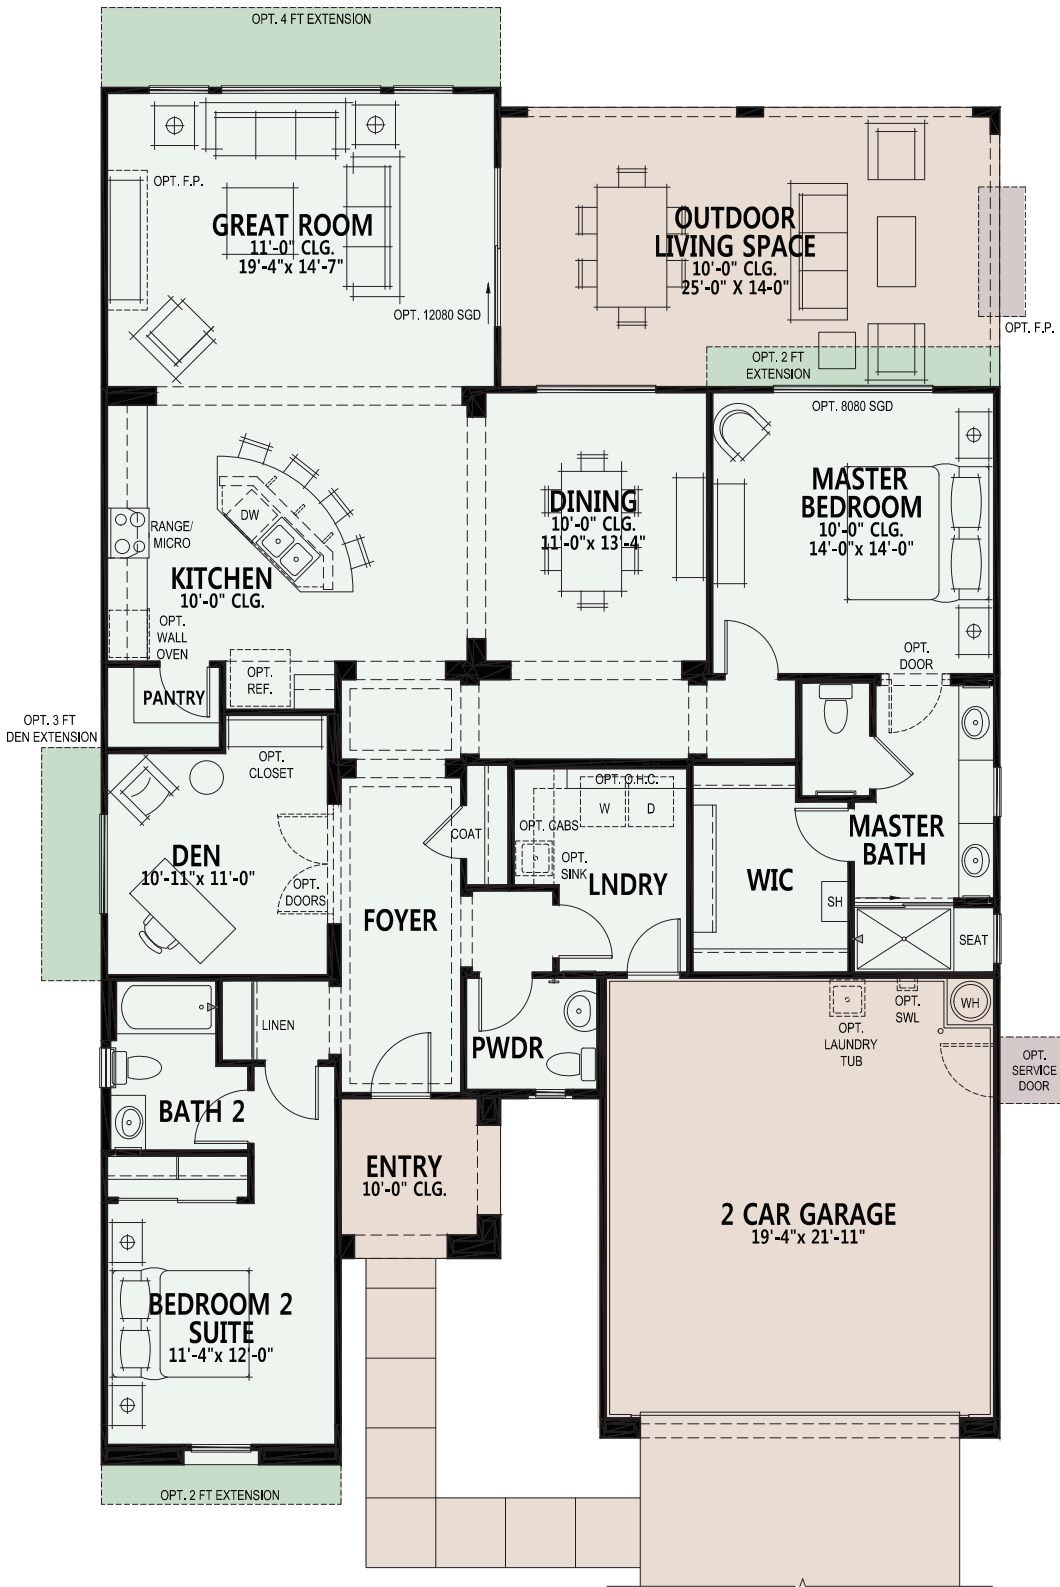 OPT. 4 FT EXTENSION
OPT. F.P.
GREAT ROOM
11'-0" CLG.
19'-4"x 14'-7"
OPT. 12080 SGD
OUTDOOR
LIVING SPACE
10'-0" CLG.
25'-0" X 14-0"
OPT. F.P.
OPT. 2 FT
EXTENSION
OPT. 8080 SGD
MASTER
BEDROOM
10'-0" CLG.
14'-0"x 14'-0"
DINING
10'-0" CLG.
11'-0"x 13'-4"
DW
RANGE/
MICRO
KITCHEN
10'-0" CLG.
OPT.
WALL
OVEN
OPT.
REF.
PANTRY
OPT.
DOOR
OPT. 3 FT
DEN EXTENSION
OPT.
CLOSET
DEN
10'-11"x 11'-0"
OPT.
DOORS
FOYER
COAT
OPT. O.H.C.
W
D
OPT. CABS
OPT.
SINK
LNDRY
WIC
SH
MASTER
BATH
SEAT
LINEN
PWDR
OPT.
LAUNDRY
TUB
OPT.
SWL
WH
OPT.
SERVICE
DOOR
BATH 2
ENTRY
10'-0" CLG.
2 CAR GARAGE
19'-4"x 21'-11"
BEDROOM 2
SUITE
11'-4"x 12'-0"
OPT. 2 FT EXTENSION